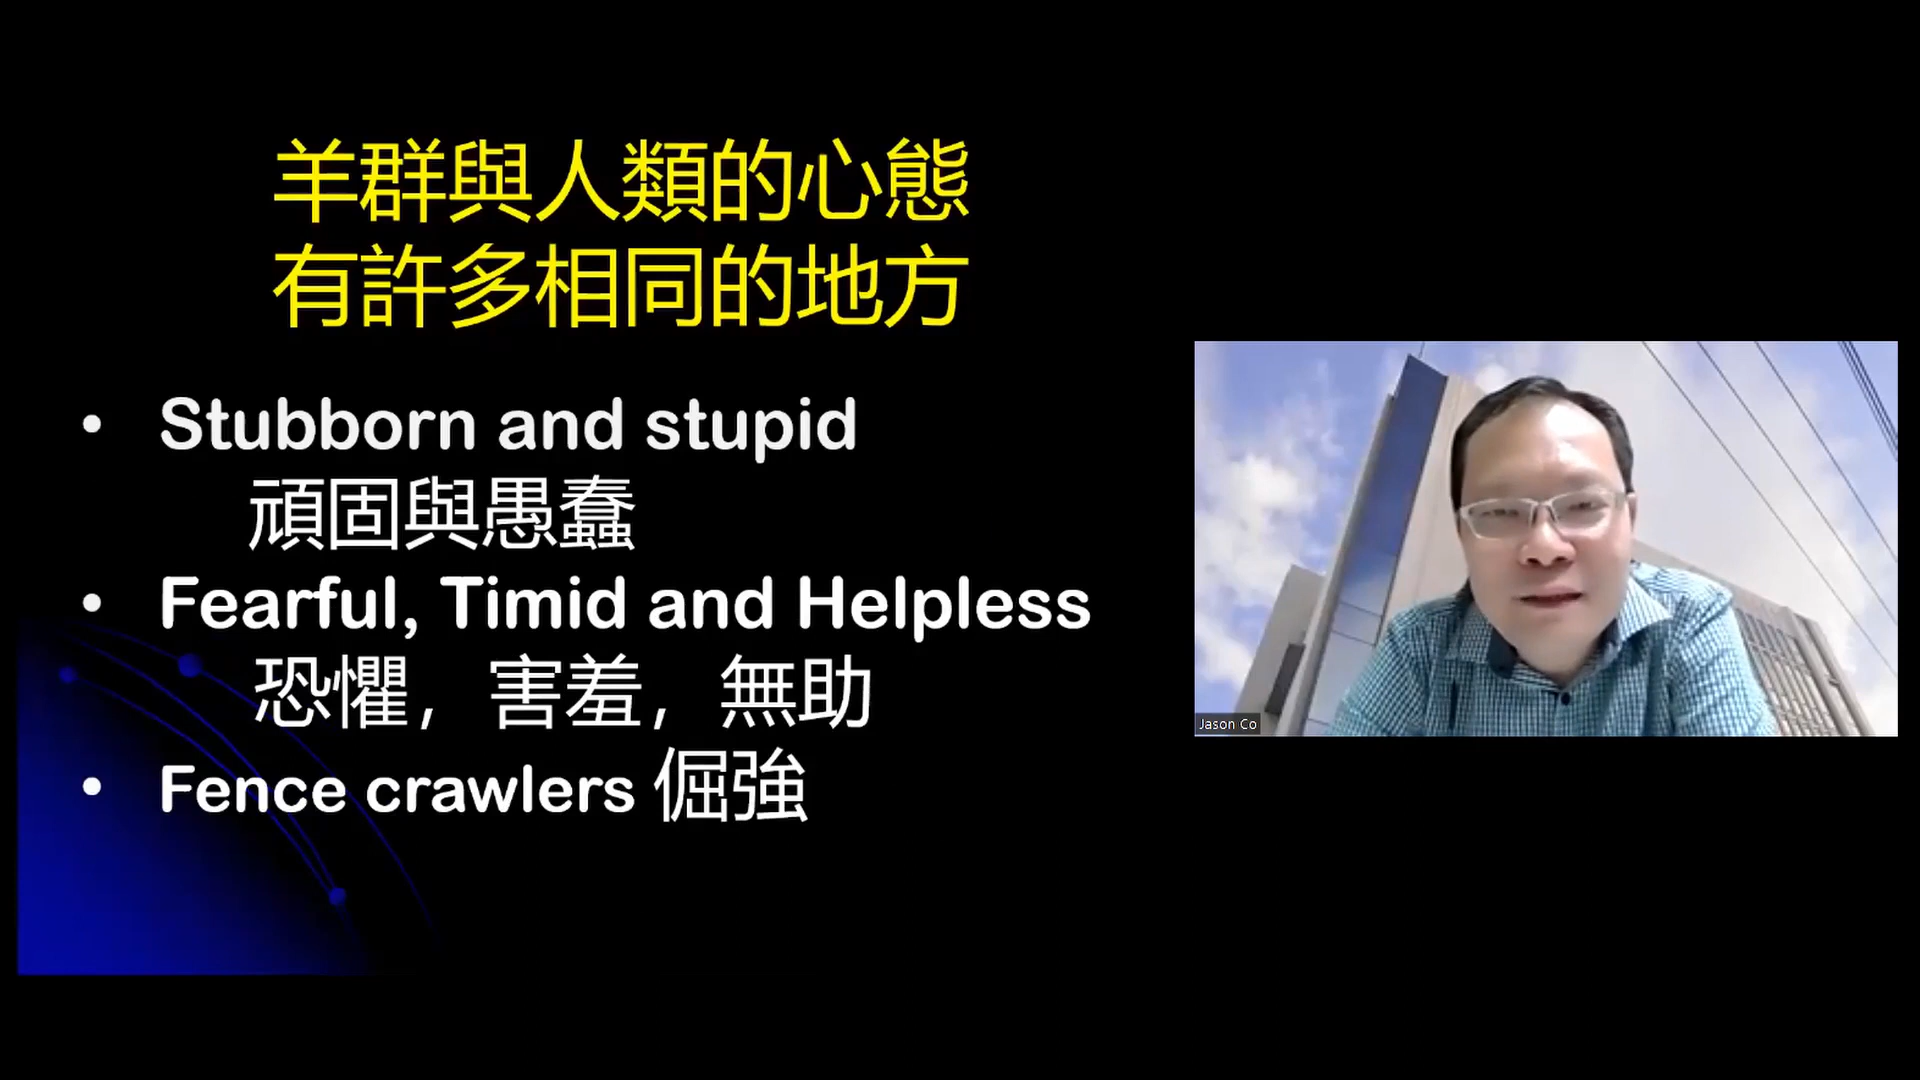 羊群與人類的心態
有許多相同的地方
• Stubborn and stupid
頑固與愚蠢
• Fearful, Timid and Helpless
恐懼，害羞，無助
• Fence crawlers 倔強
Jason Co